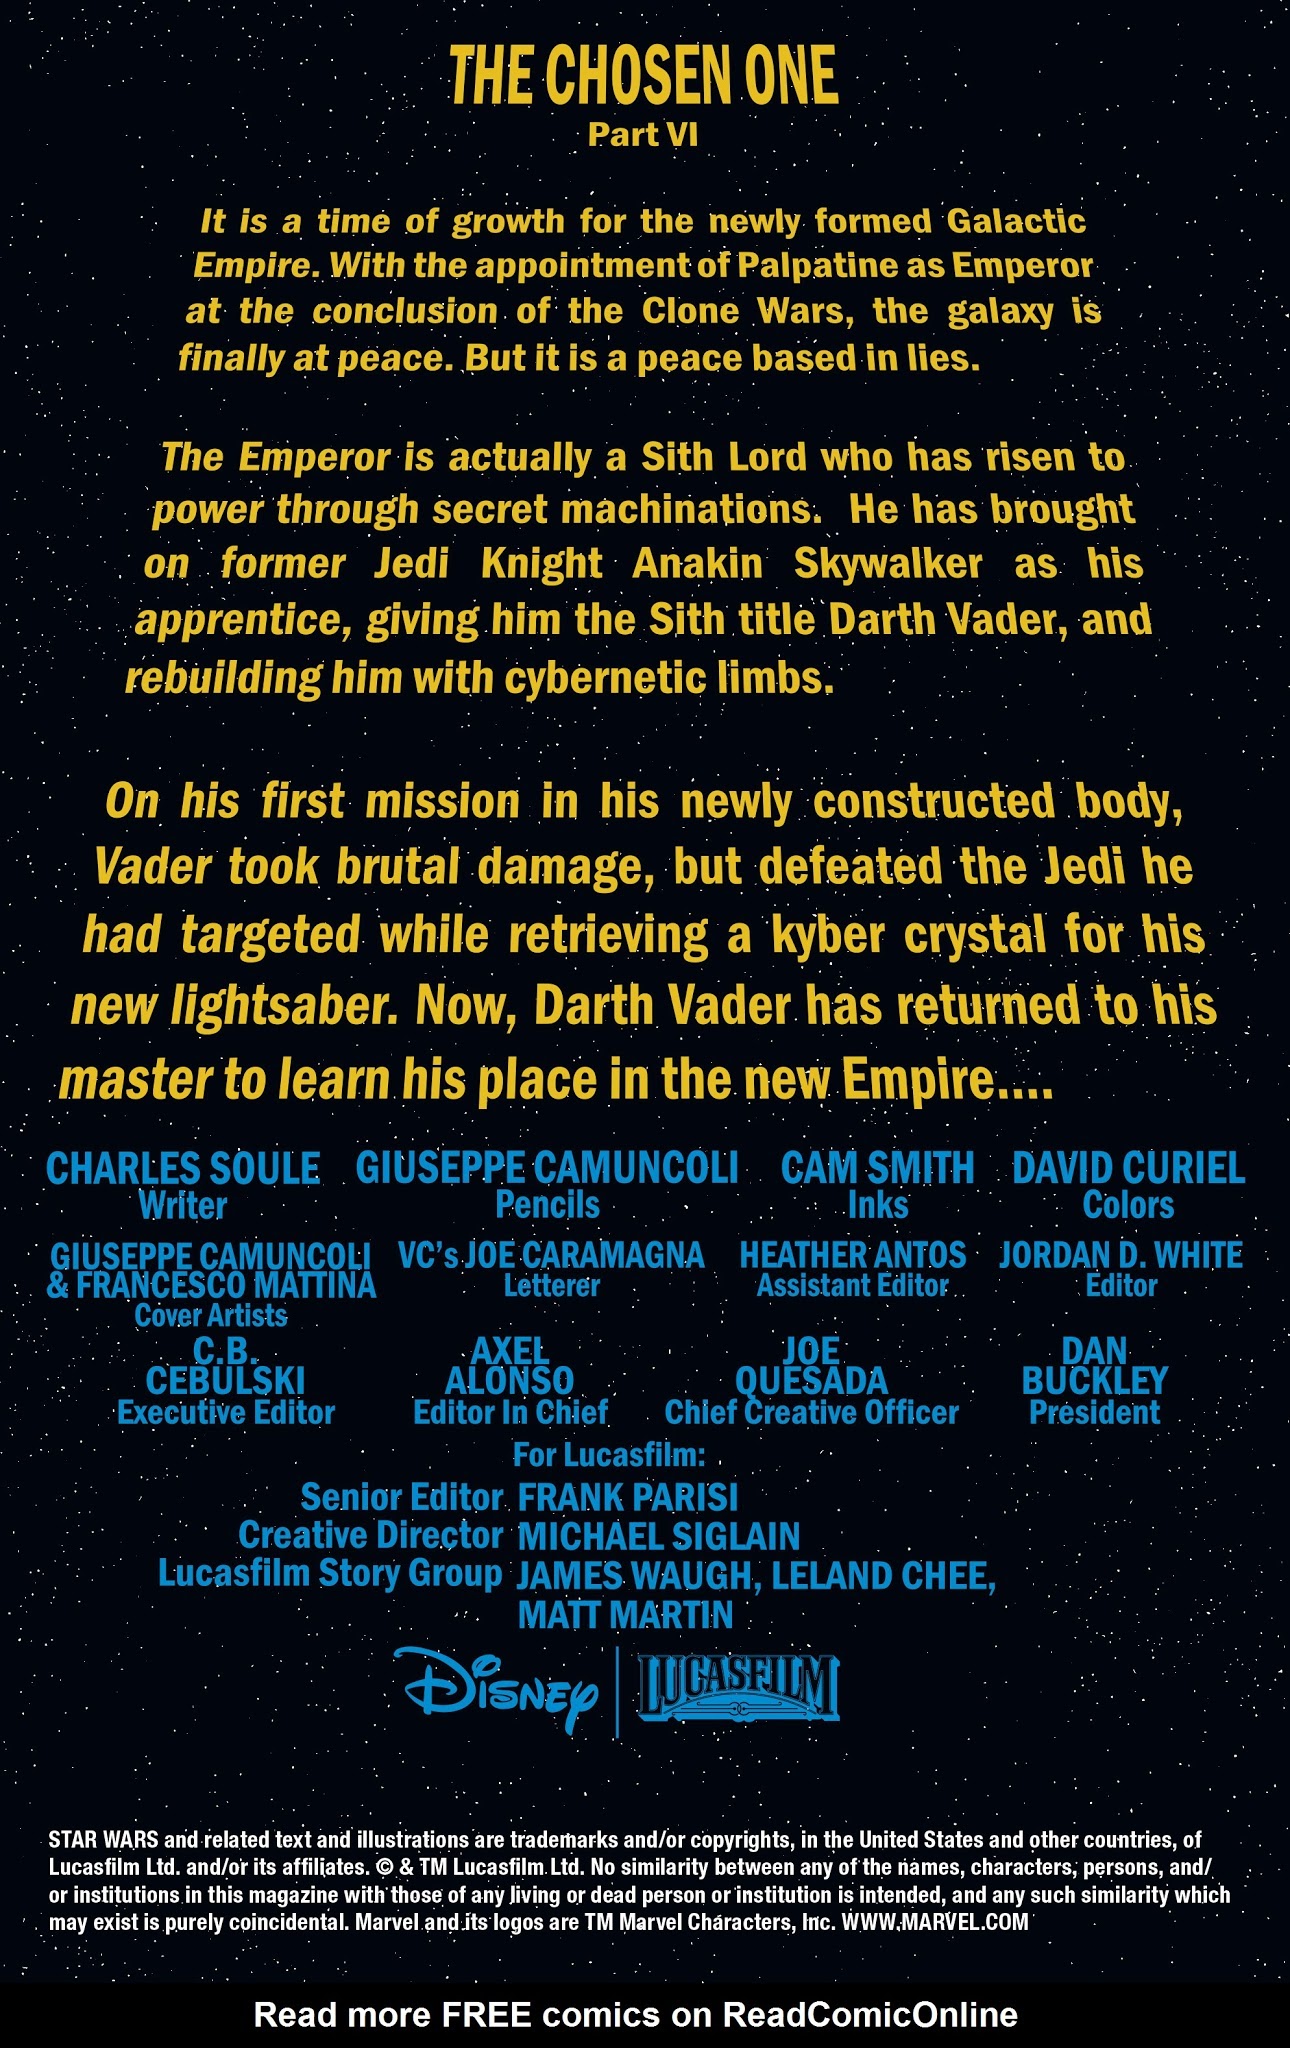 THE CHOSEN ONE
Part VI
It is a time of growth for the newly formed Galactic
Empire. With the appointment of Palpatine as Emperor
at the conclusion of the Clone Wars, the galaxy is
finally at peace. But it is a peace based in lies.
The Emperor is actually a Sith Lord who has risen to
power through secret machinations. He has brought
on former Jedi Knight Anakin Skywalker as his
apprentice, giving him the Sith title Darth Vader, and
rebuilding him with cybernetic limbs.
On his first mission in his newly constructed body,
Vader took brutal damage, but defeated the Jedi he
had targeted while retrieving a kyber crystal for his
new lightsaber. Now, Darth Vader has returned to his
master to learn his place in the new Empire....
CHARLES SOULE GIUSEPPE CAMUNCOLI CAM SMITH DAVID CURIEL
Writer Pencils Inks Colors
GIUSEPPE CAMUNCOLI VC's JOE CARAMAGNA HEATHER ANTOS JORDAN D. WHITE
& FRANCESCO MATTINA Letterer Assistant Editor Editor
Cover Artists
C.B. AXEL JOE DAN
CEBULSKI ALONSO QUESADA BUCKLEY
Executive Editor Editor In Chief Chief Creative Officer President
For Lucasfilm:
Senior Editor FRANK PARISI
Creative Director MICHAEL SIGLAIN
Lucasfilm Story Group JAMES WAUGH, LELAND CHEE,
MATT MARTIN
DISNEY LUCASFILM
STAR WARS and related text and illustrations are trademarks and/or copyrights, in the United States and other countries, of
Lucasfilm Ltd. and/or its affiliates. © & TM Lucasfilm Ltd. No similarity between any of the names, characters, persons, and/
or institutions in this magazine with those of any living or dead person or institution is intended, and any such similarity which
may exist is purely coincidental. Marvel and its logos are TM Marvel Characters, Inc. WWW.MARVEL.COM
Read more FREE comics on ReadComicOnline